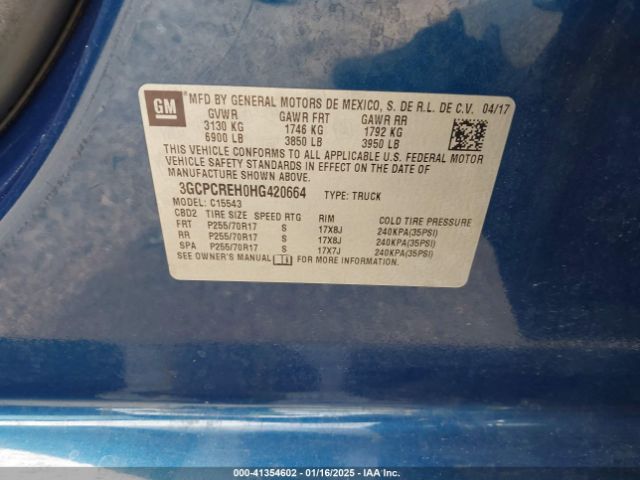 GM
MFD BY GENERAL MOTORS DE MEXICO, S. DE R.L. DE C.V. 04/17
GVWR GAWR FRT GAWR RR
3130 KG 1746 KG 1792 KG
6900 LB 3850 LB 3950 LB
THIS VEHICLE CONFORMS TO ALL APPLICABLE U.S. FEDERAL MOTOR
VEHICLE SAFETY STANDARDS IN EFFECT ON THE DATE OF
MANUFACTURE SHOWN ABOVE.
3GCPCREH0HG420664 TYPE: TRUCK
MODEL: C15543
CBD2 TIRE SIZE SPEED RTG RIM COLD TIRE PRESSURE
FRT P255/70R17 S 17X8J 240KPA(35PSI)
RR P255/70R17 S 17X8J 240KPA(35PSI)
SPA P255/70R17 S 17X7J 240KPA(35PSI)
SEE OWNER'S MANUAL FOR MORE INFORMATION.
000-41354602 - 01/16/2025 - IAA Inc.